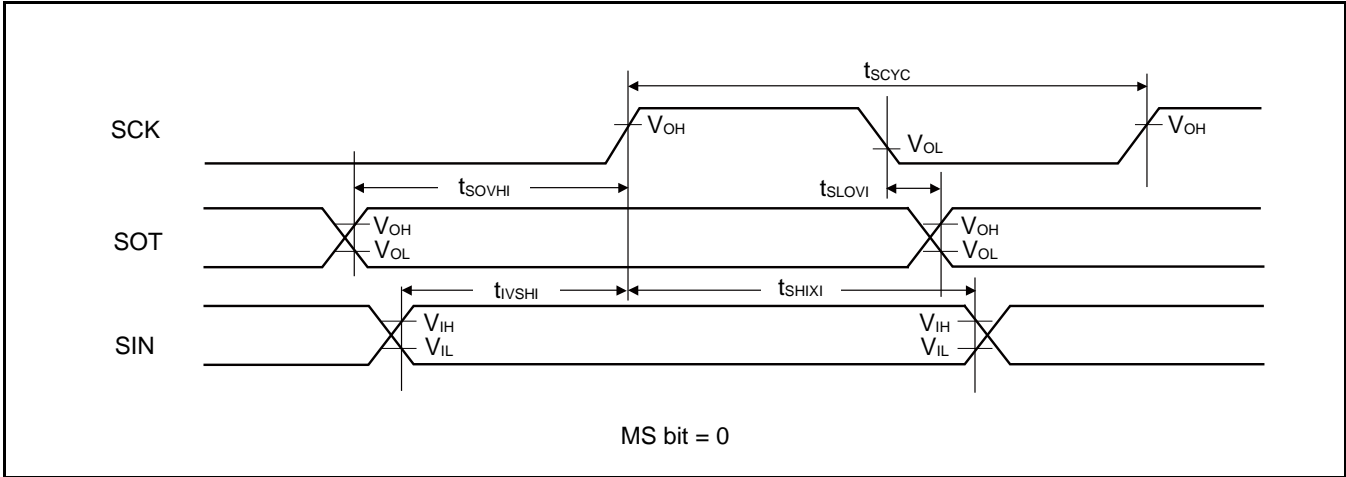 tSCYC
SCK
VOH
VOL
VOH
tSOVHI
tSLOVI
SOT
VOH
VOL
VOH
VOL
tIVSHI
tSHIXI
SIN
VIH
VIL
VIH
VIL
MS bit = 0